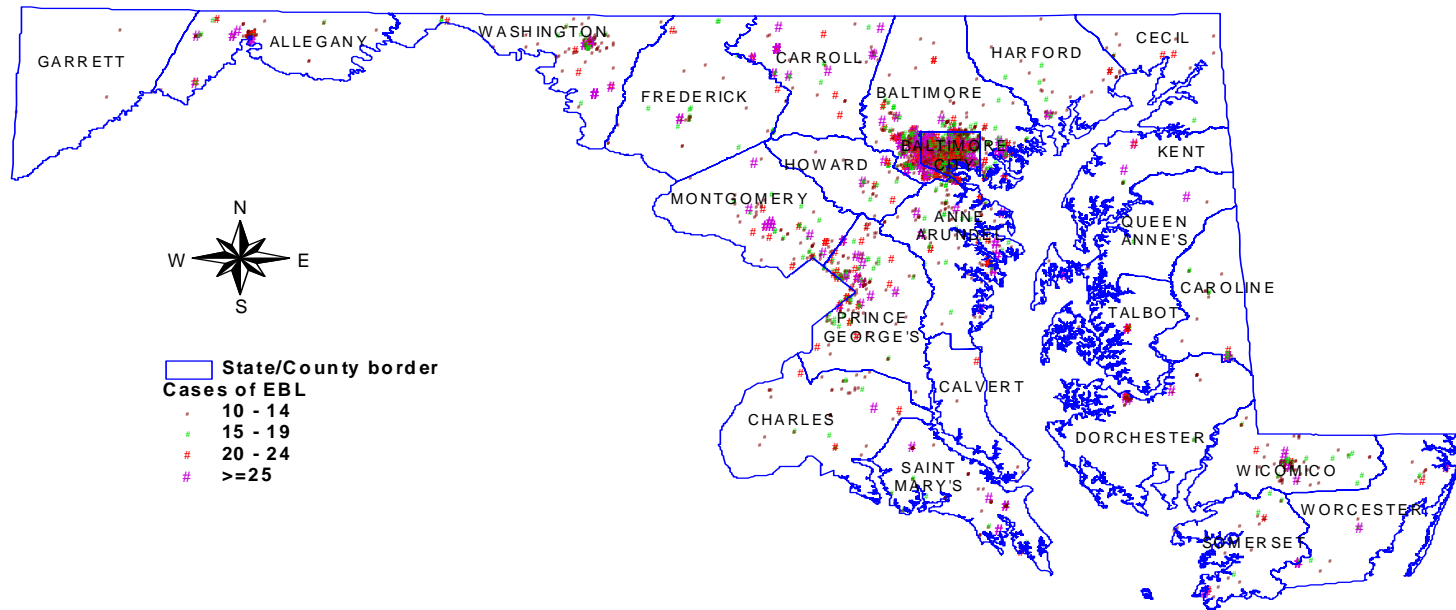 GARRETT
ALLEGANY
WASHINGTON
FREDERICK
CARROLL
BALTIMORE
HARFORD
CECIL
BALTIMORE
CITY
KENT
HOWARD
MONTGOMERY
ANNE
ARUNDEL
QUEEN
ANNE'S
CAROLINE
TALBOT
PRINCE
GEORGE'S
CALVERT
CHARLES
SAINT
MARY'S
DORCHESTER
WICOMICO
WORCESTER
SOMERSET
N
W
E
S
State/County border
Cases of EBL
10 - 14
15 - 19
20 - 24
>=25